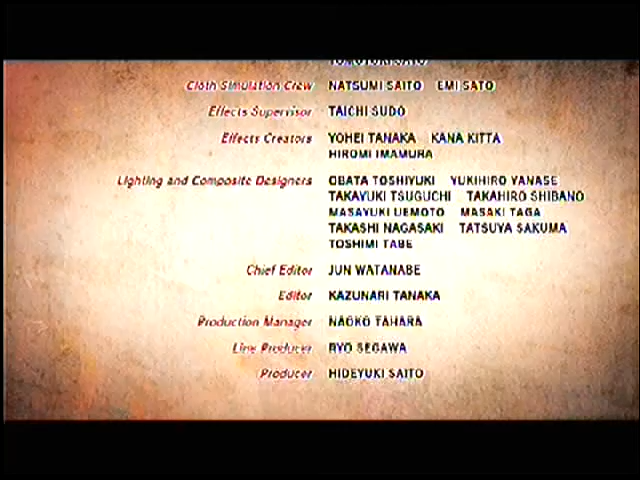 Cloth Simulation Crew NATSUMI SAITO EMI SATO
Effects Supervisor TAICHI SUDO
Effects Creators YOHEI TANAKA KANA KITTA
HIROMI IMAMURA
Lighting and Composite Designers OBATA TOSHIYUKI YUKIHIRO YANASE
TAKAYUKI TSUGUCHI TAKAHIRO SHIBANO
MASAYUKI UEMOTO MASAKI TAGA
TAKASHI NAGASAKI TATSUYA SAKUMA
TOSHIMI TABE
Chief Editor JUN WATANABE
Editor KAZUNARI TANAKA
Production Manager NAOKO TAHARA
Line Producer RYO SEGAWA
Producer HIDEYUKI SAITO